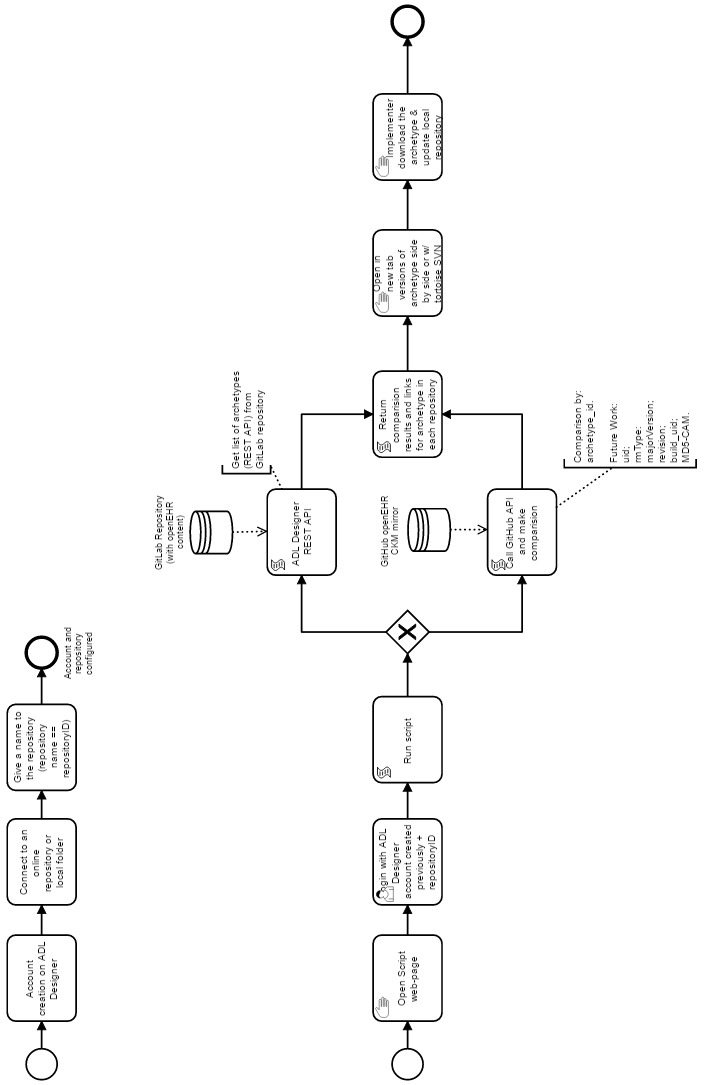 Account
creation on ADL
Designer
Connect to an
online
repository or
local folder
Give a name to
the repository
(repository
name ==
repositoryID)
Account and
repository
configured
Open Script
web-page
Login with ADL
Designer
account created
previously +
repositoryID
Run script
GitLab Repository
(with openEHR
content)
ADL Designer
REST API
Get list of archetypes
(REST API) from
GitLab repository
GitHub openEHR
CKM mirror
Call GitHub API
and make
comparision
Comparison by:
archetype_id.
Future Work:
uid;
rmType:
majorVersion;
revision;
build_uid;
MD5-CAM.
Return
comparision
results and links
for archetype in
each repository
Open in
new tab
versions of
archetype side
by side or w/
tortoise SVN
Implementer
download the
archetype &
update local
repository